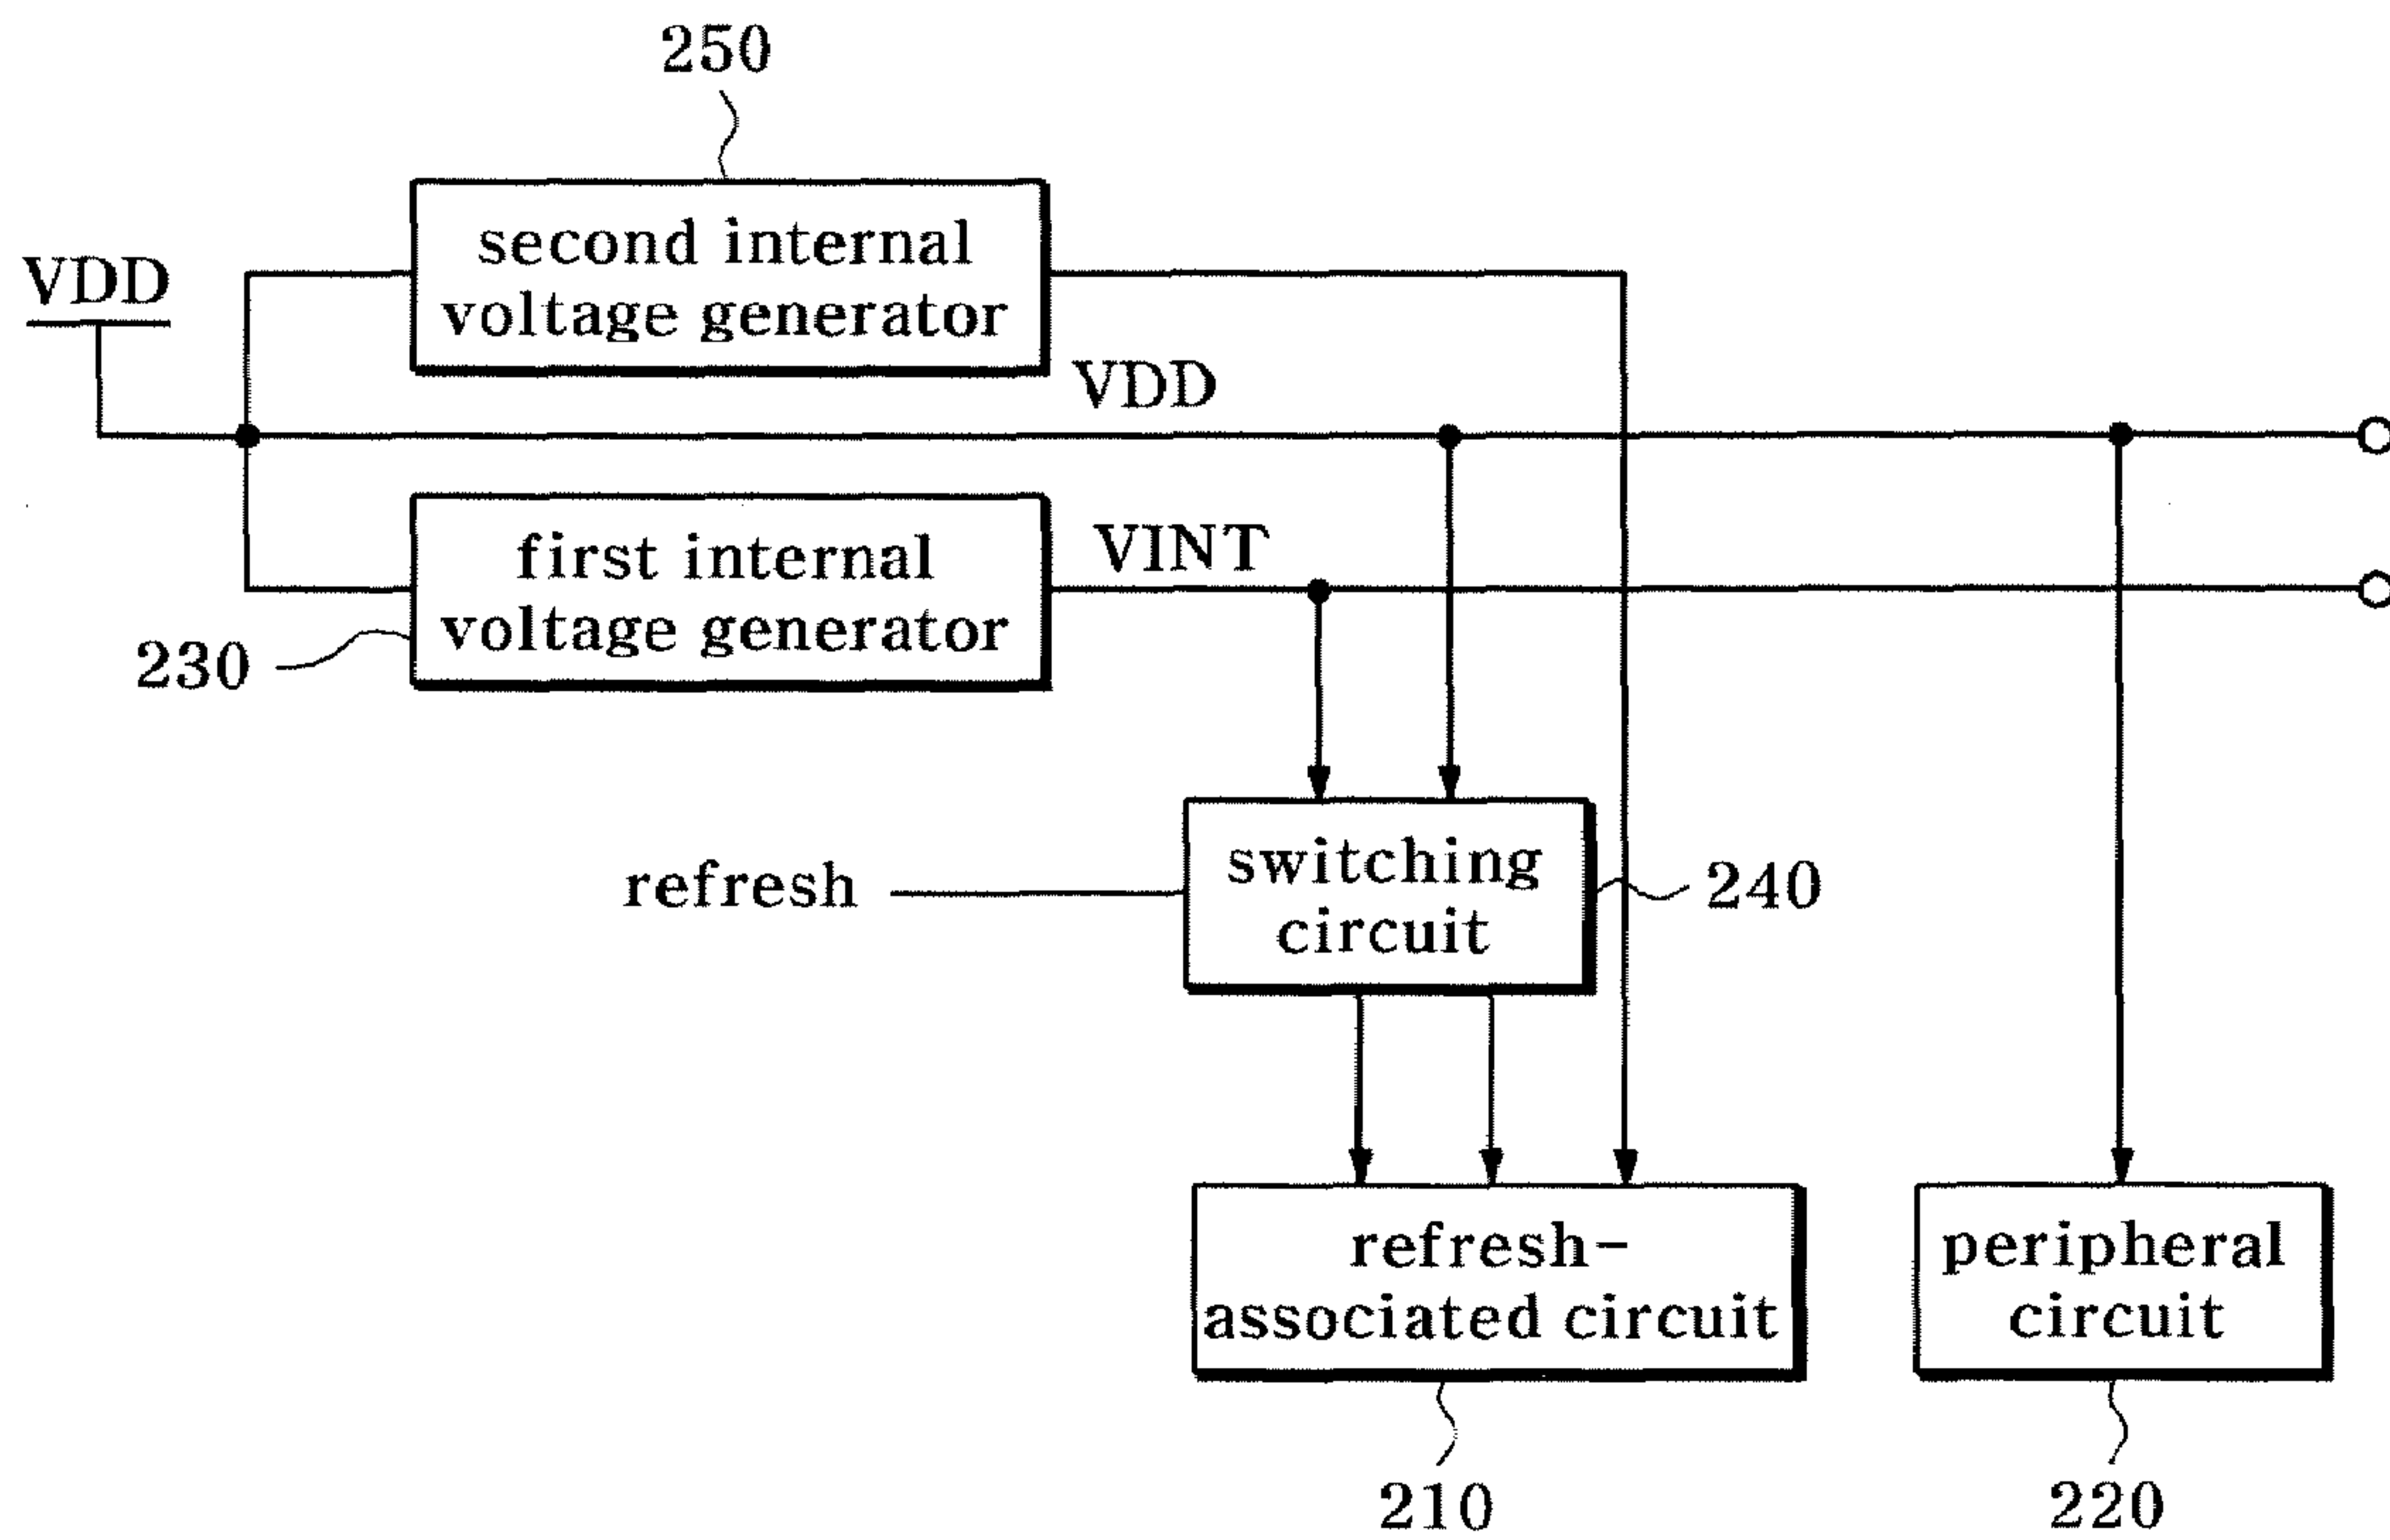 250
second internal
voltage generator
VDD
VDD
first internal
voltage generator
VINT
230
refresh
switching
circuit
240
refresh-
associated circuit
peripheral
circuit
210
220